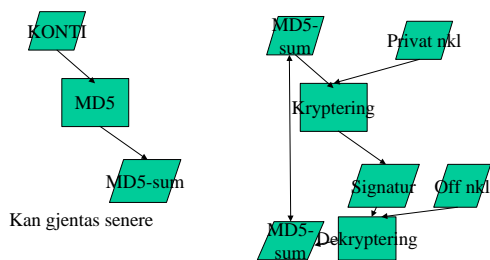 KONTI
MD5
MD5-sum
Kan gjentas senere
MD5-
sum
Privat nkl
Kryptering
Signatur
Off nkl
MD5-
sum
Dekryptering